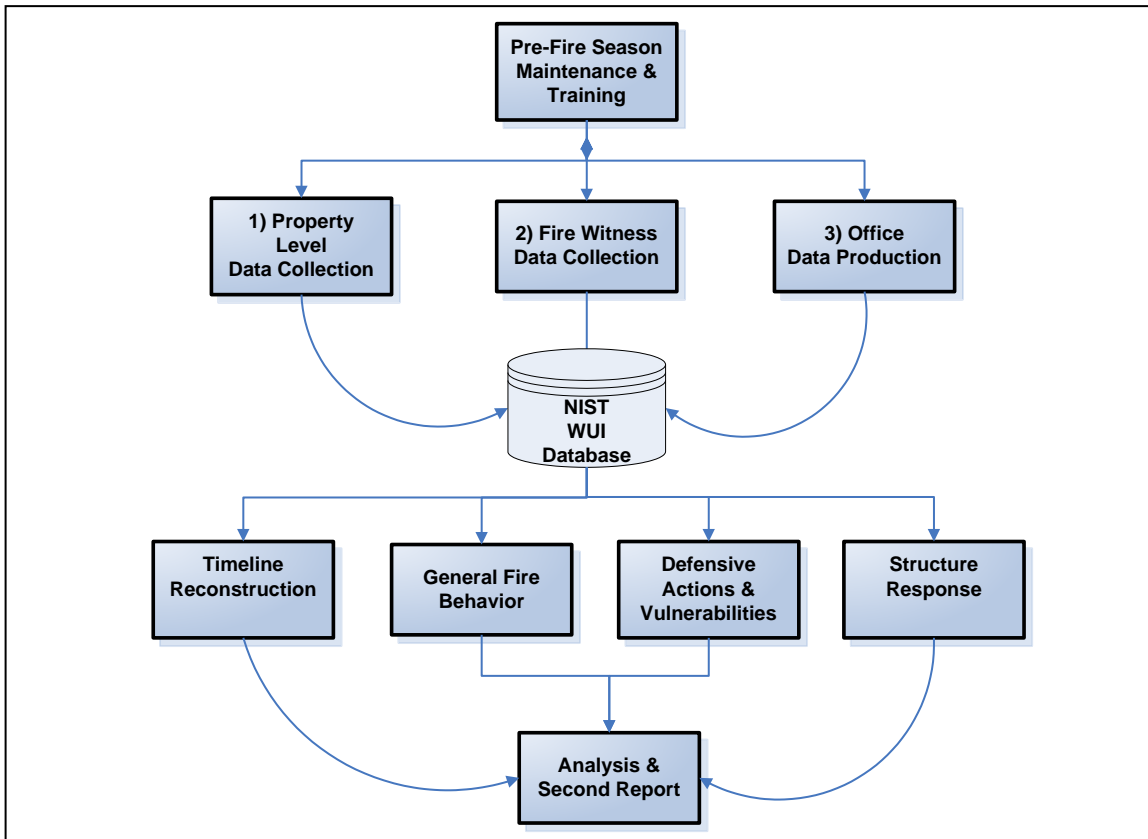 Pre-Fire Season
Maintenance &
Training
1) Property
Level
Data Collection
2) Fire Witness
Data Collection
3) Office
Data Production
NIST
WUI
Database
Timeline
Reconstruction
General Fire
Behavior
Defensive
Actions &
Vulnerabilities
Structure
Response
Analysis &
Second Report